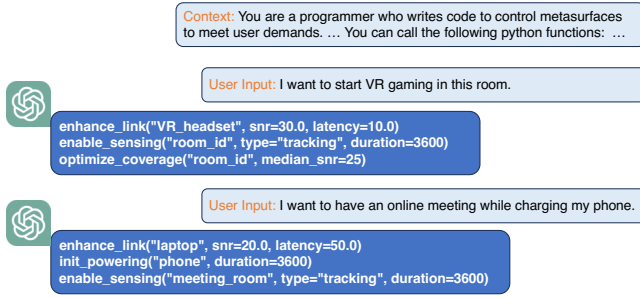 Context: You are a programmer who writes code to control metasurfaces
to meet user demands. … You can call the following python functions: …
User Input: I want to start VR gaming in this room.
enhance_link("VR_headset", snr=30.0, latency=10.0)
enable_sensing("room_id", type="tracking", duration=3600)
optimize_coverage("room_id", median_snr=25)
User Input: I want to have an online meeting while charging my phone.
enhance_link("laptop", snr=20.0, latency=50.0)
init_powering("phone", duration=3600)
enable_sensing("meeting_room", type="tracking", duration=3600)